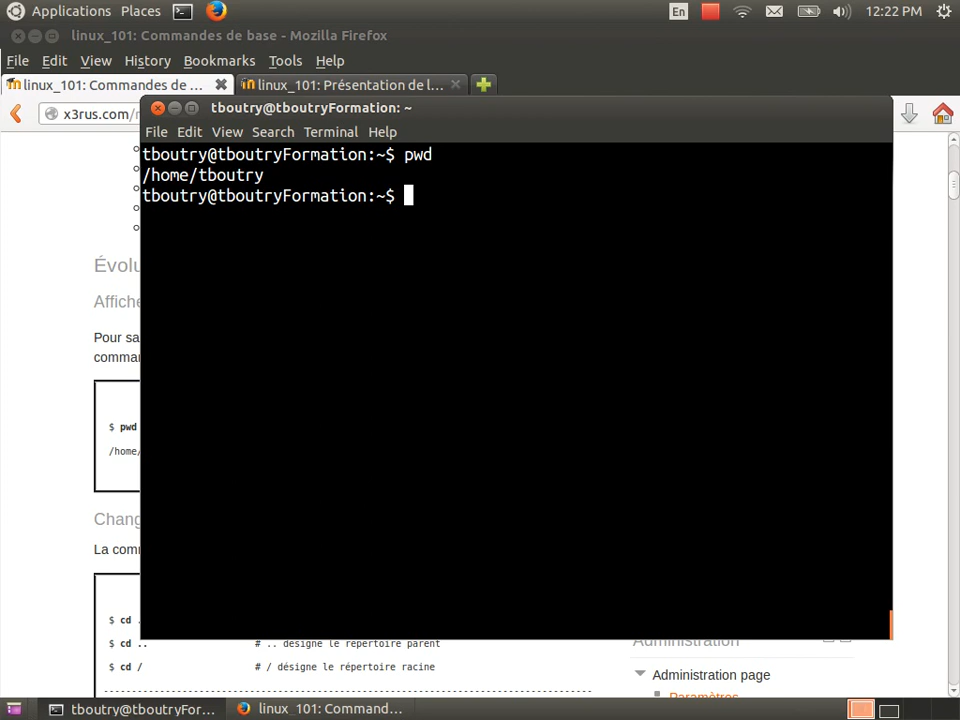 Applications Places En 12:22 PM
linux_101: Commandes de base - Mozilla Firefox
File Edit View History Bookmarks Tools Help
linux_101: Commandes de ... linux_101: Présentation de l...
x3rus.com/
tboutry@tboutryFormation: ~
File Edit View Search Terminal Help
tboutry@tboutryFormation:~$ pwd
/home/tboutry
tboutry@tboutryFormation:~$
Évolu
Affiche
Pour sa
comman
$ pwd
/home/
Chang
La comm
$ cd .
$ cd .. # .. désigne le répertoire parent
$ cd / # / désigne le répertoire racine
Administration
Administration page
Paramètres
tboutry@tboutryFor... linux_101: Command...